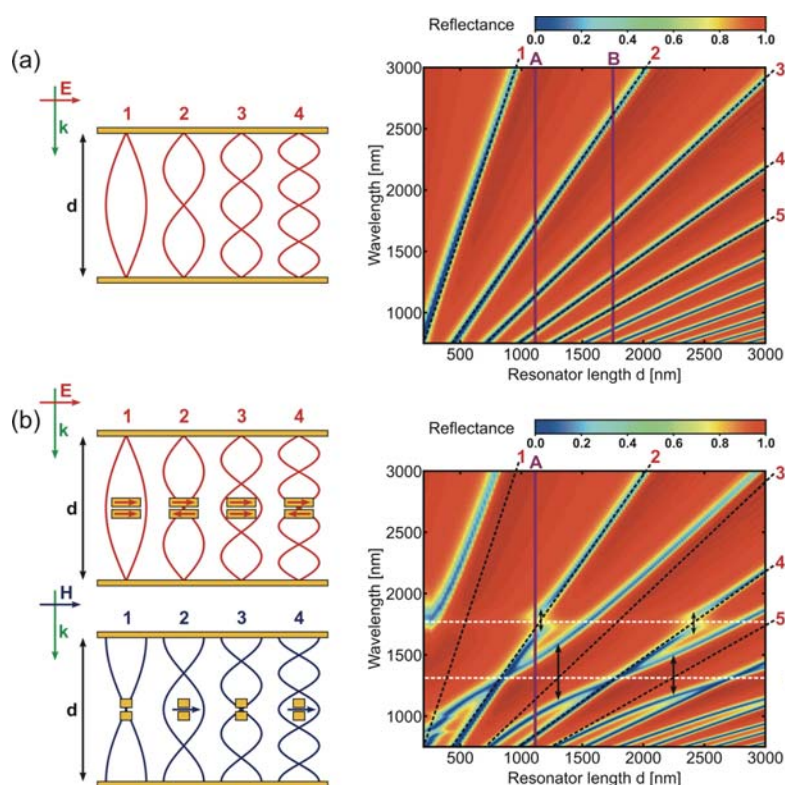 (a)
E
k
1 2 3 4
d
Reflectance
0.0 0.2 0.4 0.6 0.8 1.0
1 A B 2
3
4
5
3000
2500
2000
1500
1000
Wavelength [nm]
500 1000 1500 2000 2500 3000
Resonator length d [nm]
(b)
E
k
1 2 3 4
d
H
k
1 2 3 4
d
Reflectance
0.0 0.2 0.4 0.6 0.8 1.0
1 A 2
3
4
5
3000
2500
2000
1500
1000
Wavelength [nm]
500 1000 1500 2000 2500 3000
Resonator length d [nm]